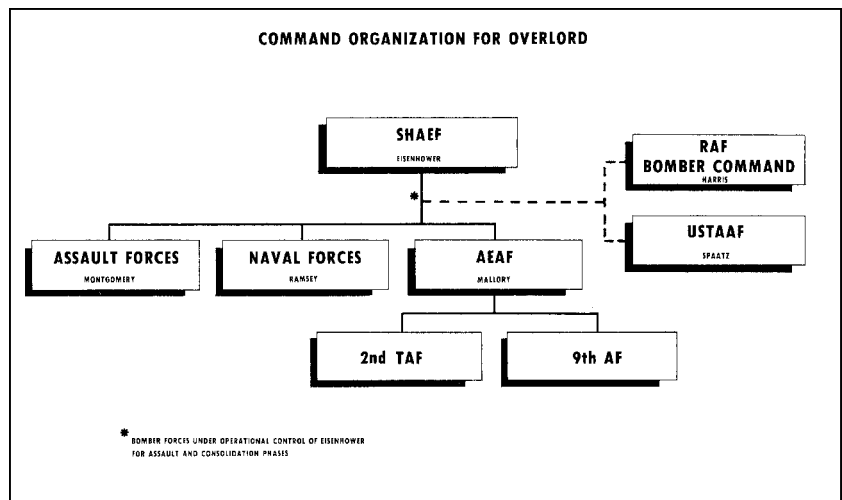 COMMAND ORGANIZATION FOR OVERLORD
SHAEF
EISENHOWER
RAF
BOMBER COMMAND
HARRIS
*
USTAAF
SPAATZ
ASSAULT FORCES
MONTGOMERY
NAVAL FORCES
RAMSEY
AEAF
MALLORY
2nd TAF
9th AF
* BOMBER FORCES UNDER OPERATIONAL CONTROL OF EISENHOWER
FOR ASSAULT AND CONSOLIDATION PHASES